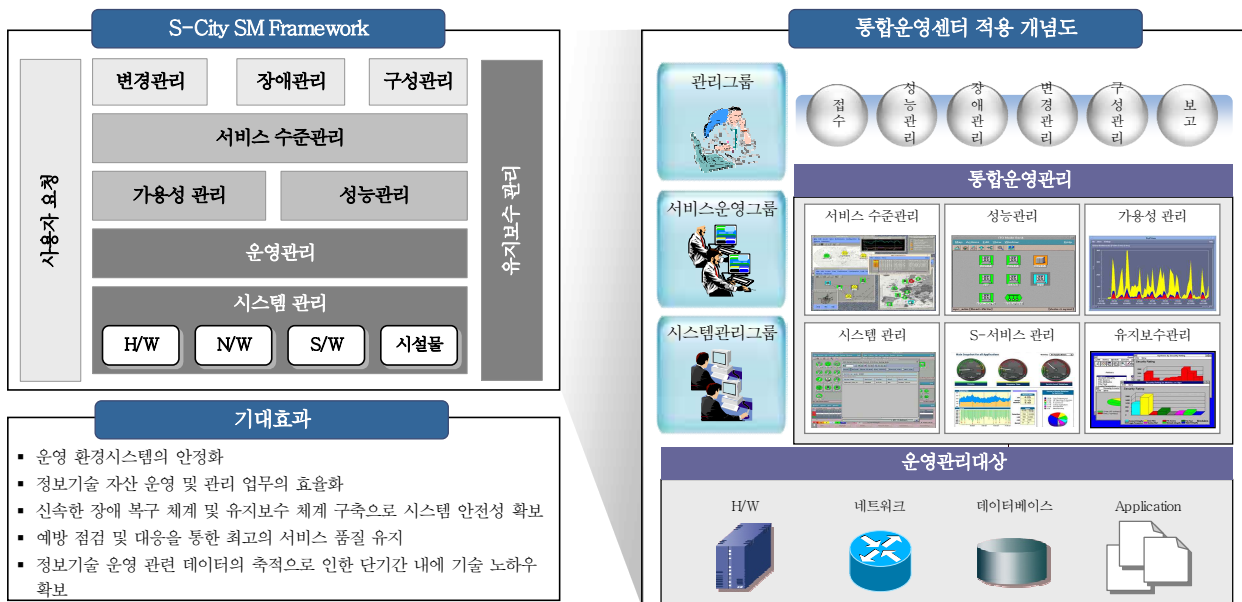 S-City SM Framework
사용자 요청
변경관리
장애관리
구성관리
서비스 수준관리
가용성 관리
성능관리
운영관리
시스템 관리
H/W
N/W
S/W
시설물
유지보수 관리
기대효과
▪ 운영 환경시스템의 안정화
▪ 정보기술 자산 운영 및 관리 업무의 효율화
▪ 신속한 장애 복구 체계 및 유지보수 체계 구축으로 시스템 안전성 확보
▪ 예방 점검 및 대응을 통한 최고의 서비스 품질 유지
▪ 정보기술 운영 관련 데이터의 축적으로 인한 단기간 내에 기술 노하우
확보
통합운영센터 적용 개념도
관리그룹
서비스운영그룹
시스템관리그룹
접수
성능관리
장애관리
변경관리
구성관리
보고
통합운영관리
서비스 수준관리
성능관리
가용성 관리
시스템 관리
S-서비스 관리
유지보수관리
운영관리대상
H/W
네트워크
데이터베이스
Application